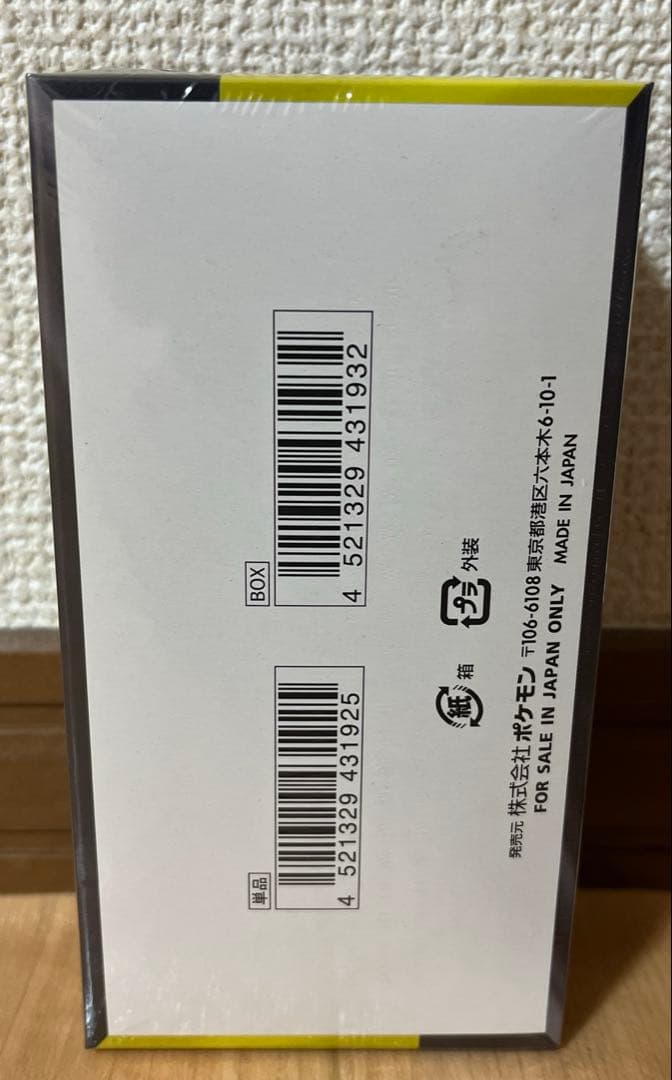 単品
4 521329 431925
BOX
4 521329 431932
紙 箱
プラ 外装
発売元 株式会社 ポケモン 〒106-6108 東京都港区六本木6-10-1
FOR SALE IN JAPAN ONLY MADE IN JAPAN